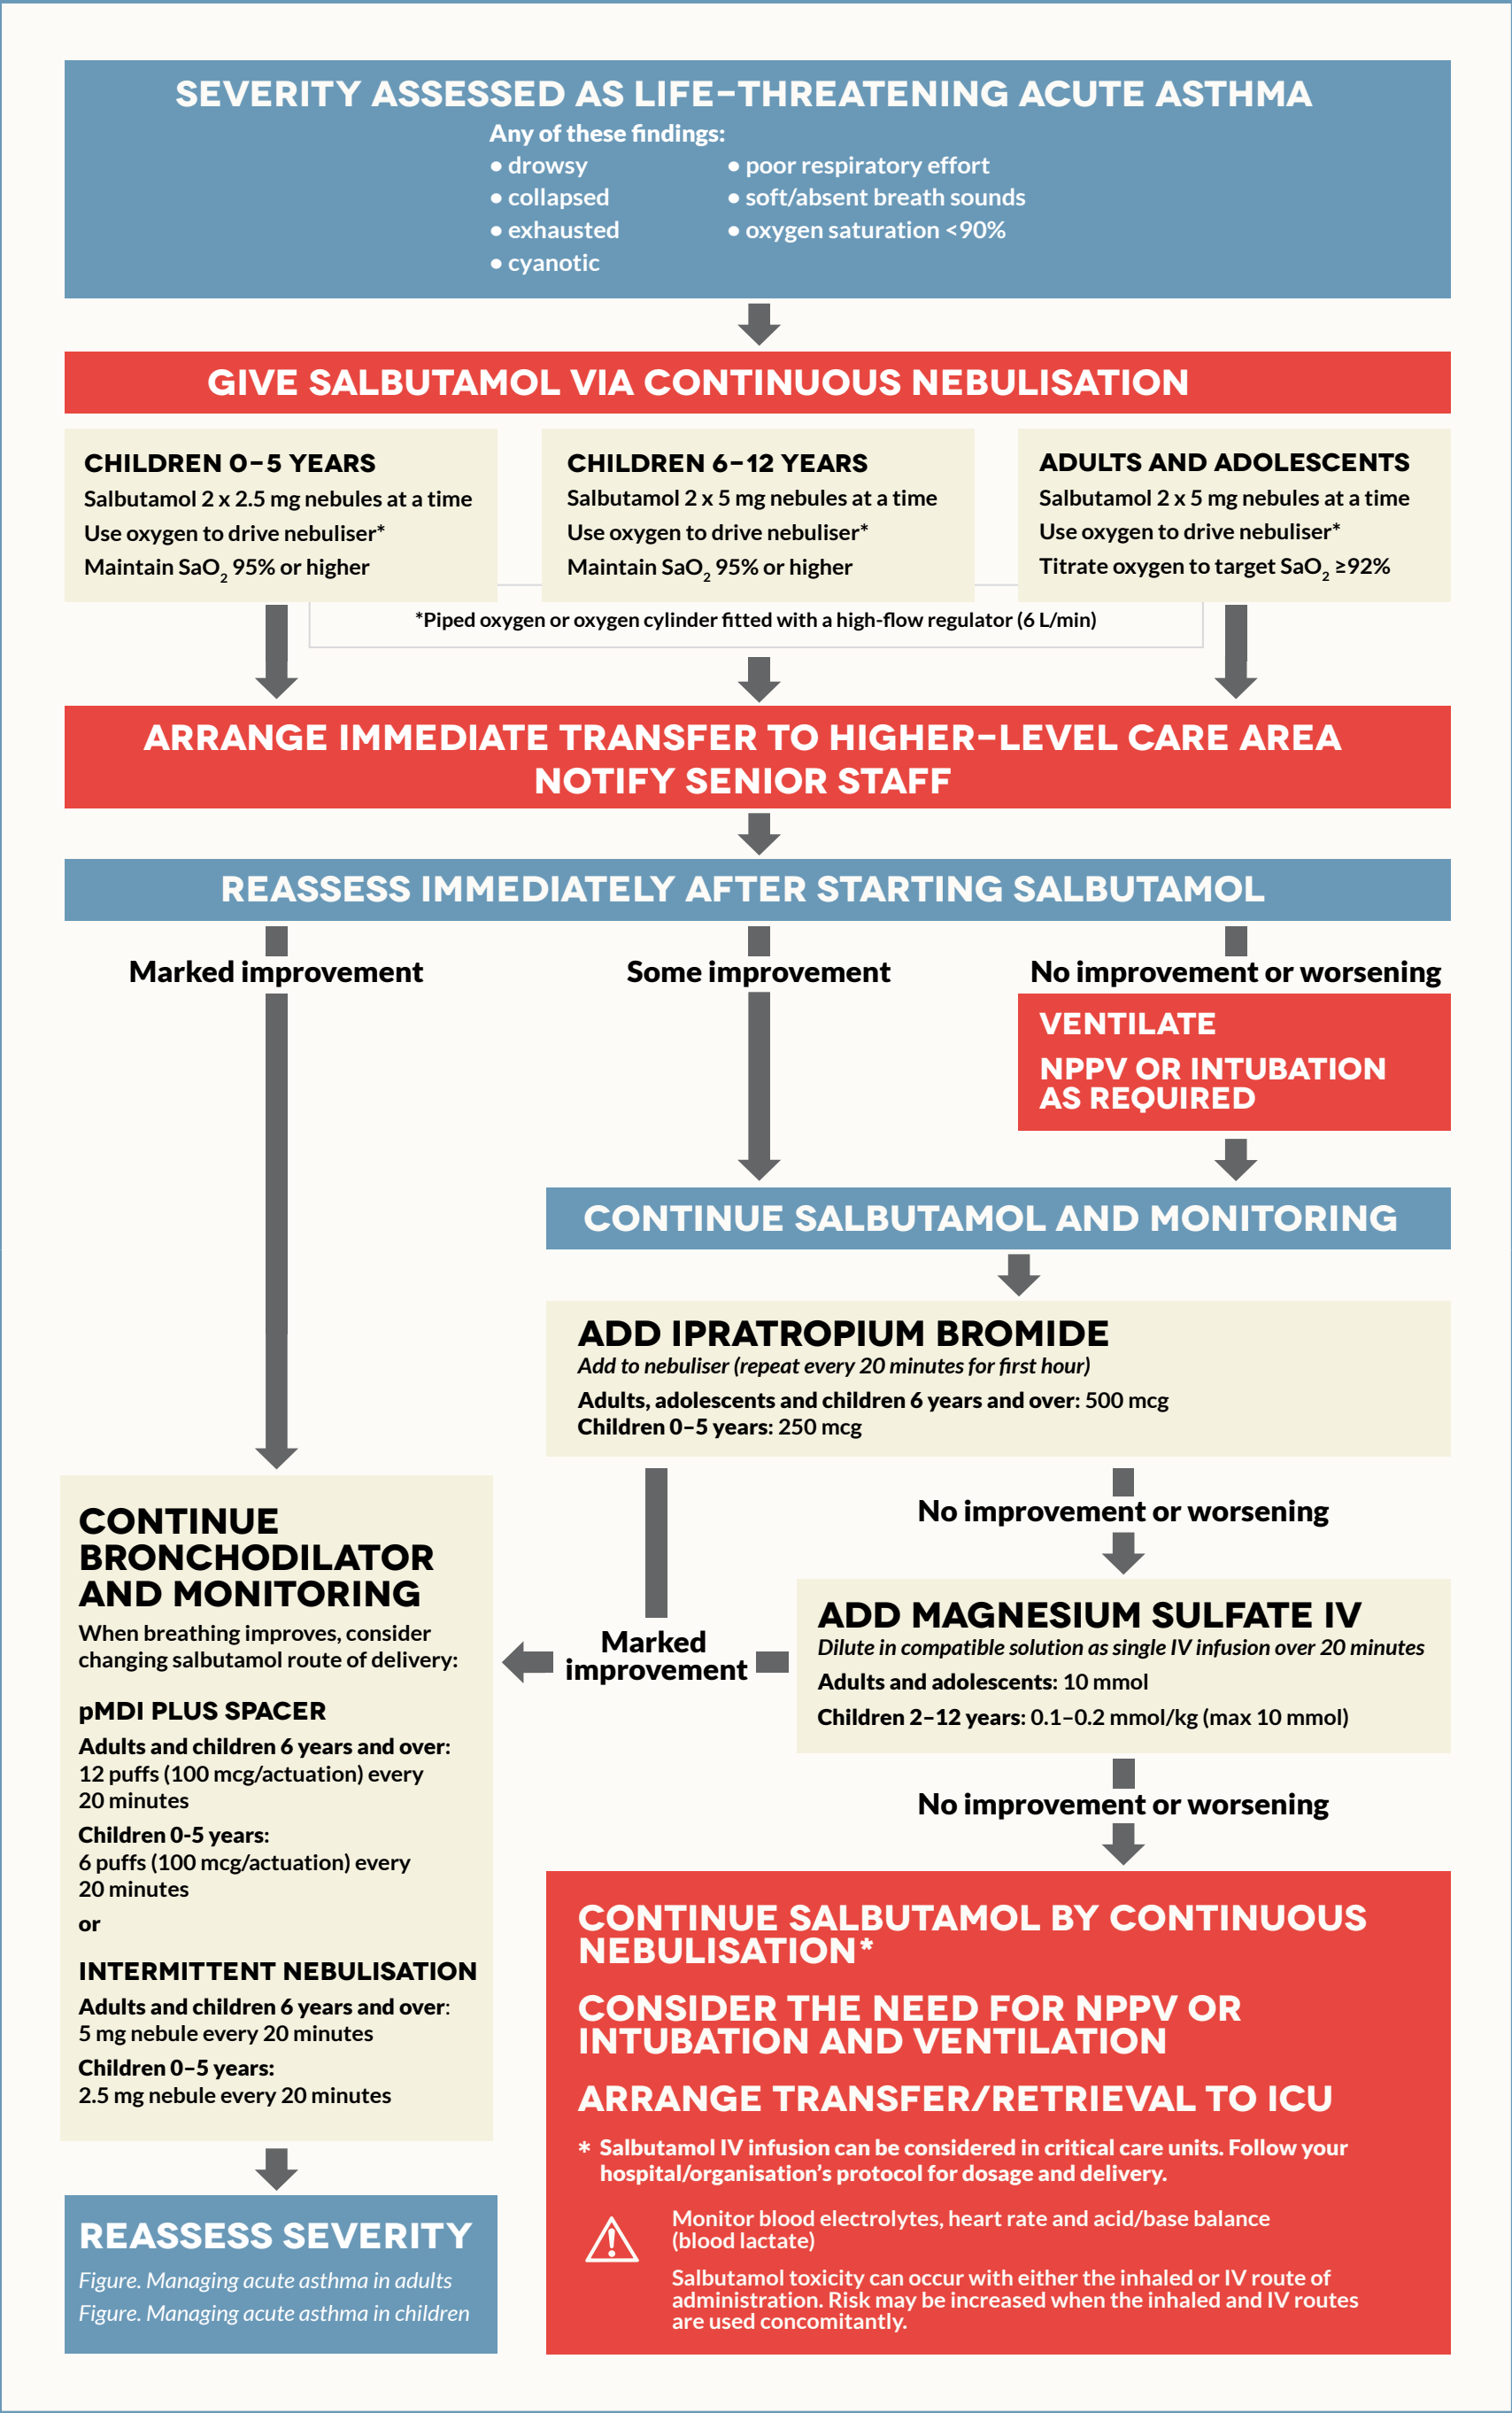 SEVERITY ASSESSED AS LIFE-THREATENING ACUTE ASTHMA
Any of these findings:
• drowsy
• collapsed
• exhausted
• cyanotic
• poor respiratory effort
• soft/absent breath sounds
• oxygen saturation <90%
GIVE SALBUTAMOL VIA CONTINUOUS NEBULISATION
CHILDREN 0–5 YEARS
Salbutamol 2 x 2.5 mg nebules at a time
Use oxygen to drive nebuliser*
Maintain SaO2 95% or higher
CHILDREN 6–12 YEARS
Salbutamol 2 x 5 mg nebules at a time
Use oxygen to drive nebuliser*
Maintain SaO2 95% or higher
ADULTS AND ADOLESCENTS
Salbutamol 2 x 5 mg nebules at a time
Use oxygen to drive nebuliser*
Titrate oxygen to target SaO2 ≥92%
*Piped oxygen or oxygen cylinder fitted with a high-flow regulator (6 L/min)
ARRANGE IMMEDIATE TRANSFER TO HIGHER-LEVEL CARE AREA
NOTIFY SENIOR STAFF
REASSESS IMMEDIATELY AFTER STARTING SALBUTAMOL
Marked improvement
Some improvement
No improvement or worsening
VENTILATE
NPPV OR INTUBATION
AS REQUIRED
CONTINUE SALBUTAMOL AND MONITORING
ADD IPRATROPIUM BROMIDE
Add to nebuliser (repeat every 20 minutes for first hour)
Adults, adolescents and children 6 years and over: 500 mcg
Children 0–5 years: 250 mcg
No improvement or worsening
ADD MAGNESIUM SULFATE IV
Dilute in compatible solution as single IV infusion over 20 minutes
Adults and adolescents: 10 mmol
Children 2–12 years: 0.1–0.2 mmol/kg (max 10 mmol)
Marked
improvement
No improvement or worsening
CONTINUE
BRONCHODILATOR
AND MONITORING
When breathing improves, consider
changing salbutamol route of delivery:
pMDI PLUS SPACER
Adults and children 6 years and over:
12 puffs (100 mcg/actuation) every
20 minutes
Children 0-5 years:
6 puffs (100 mcg/actuation) every
20 minutes
or
INTERMITTENT NEBULISATION
Adults and children 6 years and over:
5 mg nebule every 20 minutes
Children 0–5 years:
2.5 mg nebule every 20 minutes
REASSESS SEVERITY
Figure. Managing acute asthma in adults
Figure. Managing acute asthma in children
CONTINUE SALBUTAMOL BY CONTINUOUS
NEBULISATION*
CONSIDER THE NEED FOR NPPV OR
INTUBATION AND VENTILATION
ARRANGE TRANSFER/RETRIEVAL TO ICU
* Salbutamol IV infusion can be considered in critical care units. Follow your
hospital/organisation’s protocol for dosage and delivery.
Monitor blood electrolytes, heart rate and acid/base balance
(blood lactate)
Salbutamol toxicity can occur with either the inhaled or IV route of
administration. Risk may be increased when the inhaled and IV routes
are used concomitantly.